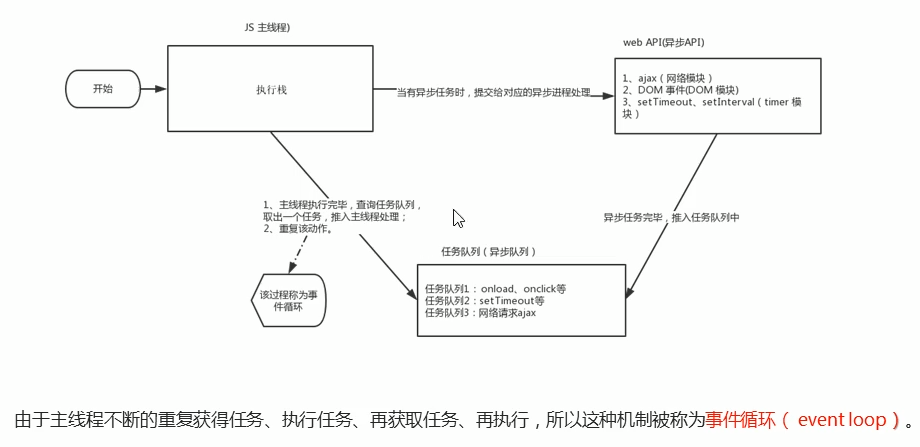 JS 主线程)
web API(异步API)
开始
执行栈
当有异步任务时，提交给对应的异步进程处理
1、ajax（网络模块）
2、DOM 事件(DOM 模块)
3、setTimeout、setInterval（timer 模
块）
1、主线程执行完毕，查询任务队列，
取出一个任务，推入主线程处理；
2、重复该动作。
异步任务完毕，推入任务队列中
该过程称为事
件循环
任务队列（异步队列）
任务队列1：onload、onclick等
任务队列2：setTimeout等
任务队列3：网络请求ajax
由于主线程不断的重复获得任务、执行任务、再获取任务、再执行，所以这种机制被称为事件循环（ event loop）。